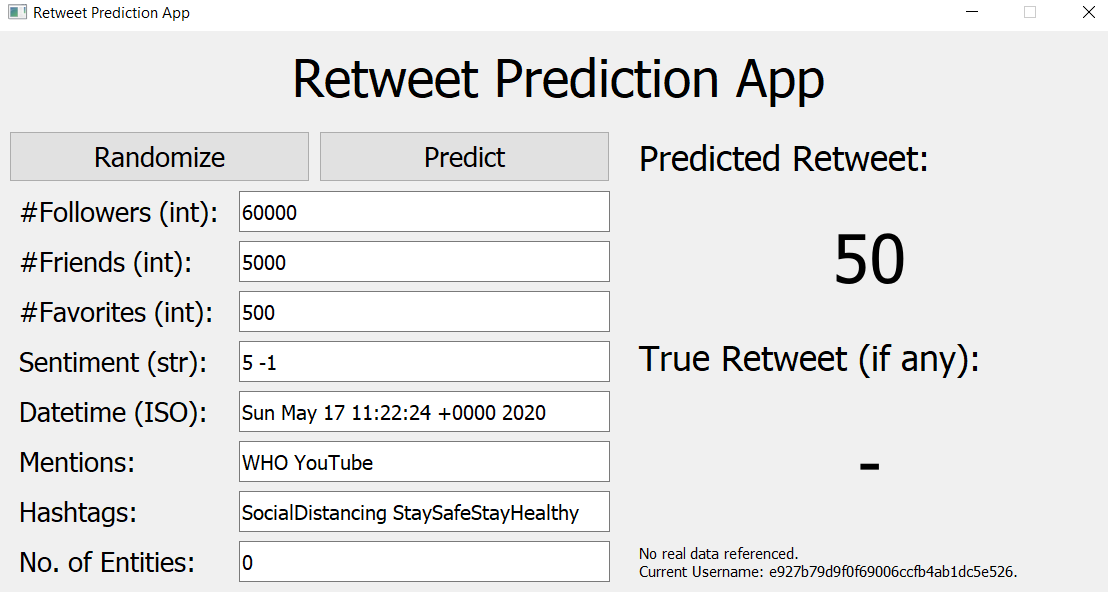 Retweet Prediction App
Retweet Prediction App
Randomize
Predict
#Followers (int):
60000
#Friends (int):
5000
#Favorites (int):
500
Sentiment (str):
5 -1
Datetime (ISO):
Sun May 17 11:22:24 +0000 2020
Mentions:
WHO YouTube
Hashtags:
SocialDistancing StaySafeStayHealthy
No. of Entities:
0
Predicted Retweet:
50
True Retweet (if any):
-
No real data referenced.
Current Username: e927b79d9f0f69006ccfb4ab1dc5e526.